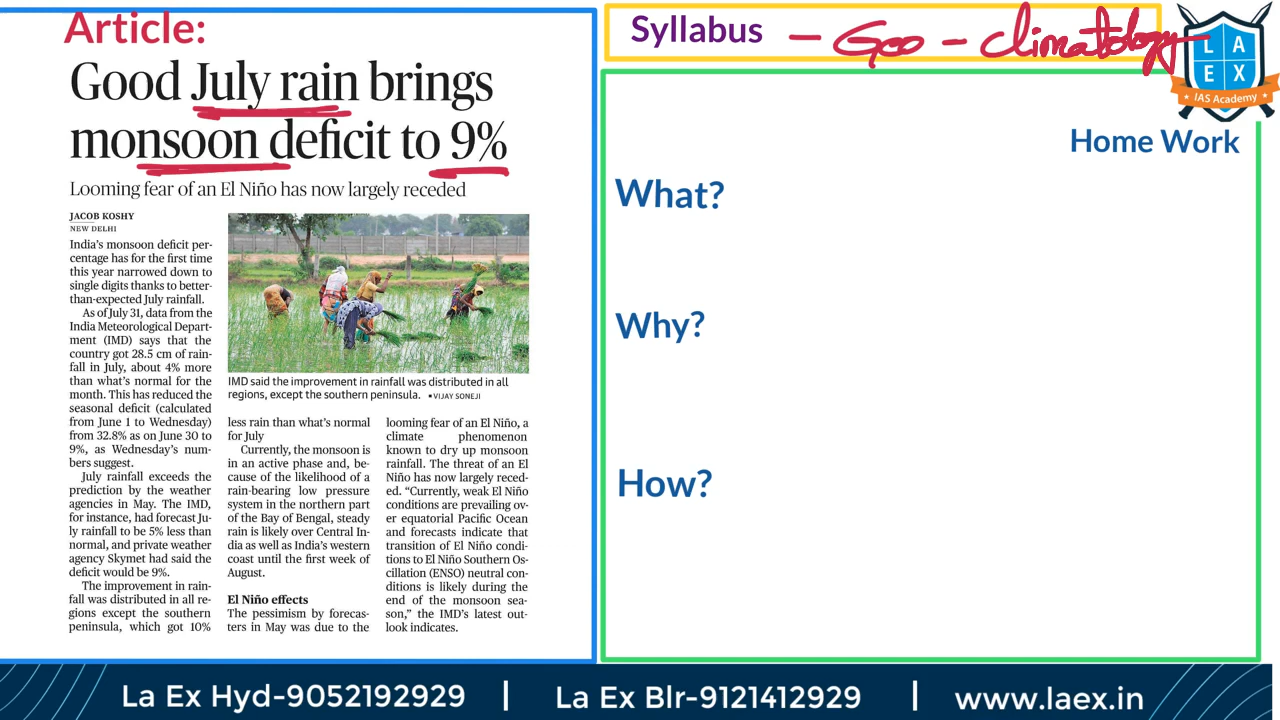 Article:
Good July rain brings
monsoon deficit to 9%
Looming fear of an El Niño has now largely receded
JACOB KOSHY
NEW DELHI
India's monsoon deficit per-
centage has for the first time
this year narrowed down to
single digits thanks to better-
than-expected July rainfall.
As of July 31, data from the
India Meteorological Depart-
ment (IMD) says that the
country got 28.5 cm of rain-
fall in July, about 4% more
than what's normal for the
month. This has reduced the
seasonal deficit (calculated
from June 1 to Wednesday)
from 32.8% as on June 30 to
9%, as Wednesday's num-
bers suggest.
July rainfall exceeds the
prediction by the weather
agencies in May. The IMD,
for instance, had forecast Ju-
ly rainfall to be 5% less than
normal, and private weather
agency Skymet had said the
deficit would be 9%.
The improvement in rain-
fall was distributed in all re-
gions except the southern
peninsula, which got 10%
IMD said the improvement in rainfall was distributed in all
regions, except the southern peninsula. ▪VIJAY SONEJI
less rain than what's normal
for July
Currently, the monsoon is
in an active phase and, be-
cause of the likelihood of a
rain-bearing low pressure
system in the northern part
of the Bay of Bengal, steady
rain is likely over Central In-
dia as well as India's western
coast until the first week of
August.
El Niño effects
The pessimism by forecas-
ters in May was due to the
looming fear of an El Niño, a
climate phenomenon
known to dry up monsoon
rainfall. The threat of an El
Niño has now largely reced-
ed. “Currently, weak El Niño
conditions are prevailing ov-
er equatorial Pacific Ocean
and forecasts indicate that
transition of El Niño condi-
tions to El Niño Southern Os-
cillation (ENSO) neutral con-
ditions is likely during the
end of the monsoon sea-
son,” the IMD's latest out-
look indicates.
Syllabus – Geo – Climatology
L A
E X
IAS Academy
Home Work
What?
Why?
How?
La Ex Hyd-9052192929 | La Ex Blr-9121412929 | www.laex.in